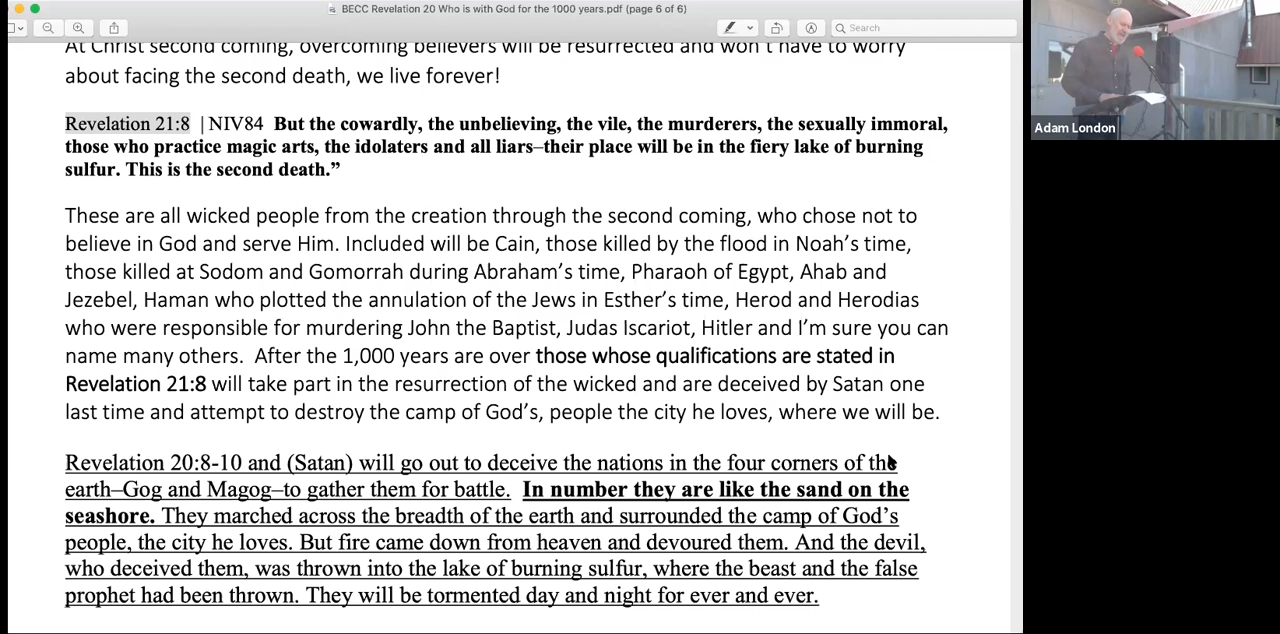 BECC Revelation 20 Who is with God for the 1000 years.pdf (page 6 of 6)
Search
At Christ second coming, overcoming believers will be resurrected and won't have to worry
about facing the second death, we live forever!
Revelation 21:8 | NIV84 But the cowardly, the unbelieving, the vile, the murderers, the sexually immoral,
those who practice magic arts, the idolaters and all liars–their place will be in the fiery lake of burning
sulfur. This is the second death.”
These are all wicked people from the creation through the second coming, who chose not to
believe in God and serve Him. Included will be Cain, those killed by the flood in Noah’s time,
those killed at Sodom and Gomorrah during Abraham’s time, Pharaoh of Egypt, Ahab and
Jezebel, Haman who plotted the annulation of the Jews in Esther’s time, Herod and Herodias
who were responsible for murdering John the Baptist, Judas Iscariot, Hitler and I’m sure you can
name many others. After the 1,000 years are over those whose qualifications are stated in
Revelation 21:8 will take part in the resurrection of the wicked and are deceived by Satan one
last time and attempt to destroy the camp of God’s, people the city he loves, where we will be.
Revelation 20:8-10 and (Satan) will go out to deceive the nations in the four corners of the
earth–Gog and Magog–to gather them for battle. In number they are like the sand on the
seashore. They marched across the breadth of the earth and surrounded the camp of God’s
people, the city he loves. But fire came down from heaven and devoured them. And the devil,
who deceived them, was thrown into the lake of burning sulfur, where the beast and the false
prophet had been thrown. They will be tormented day and night for ever and ever.
Adam London